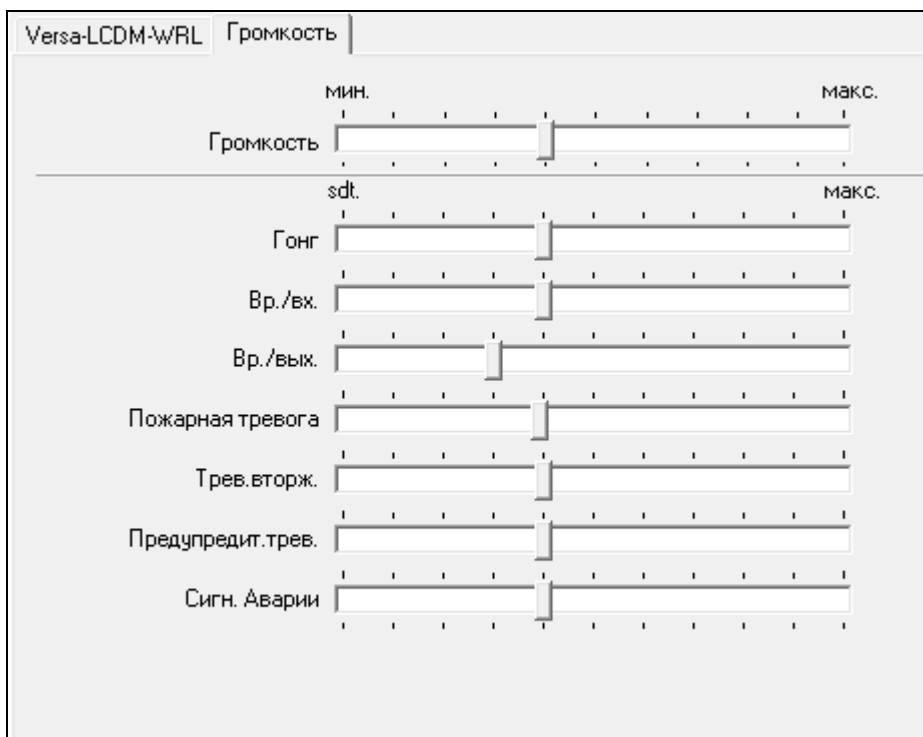 Versa-LCDM-WRL Громкость
мин. макс.
Громкость
sdt. макс.
Гонг
Вр./вх.
Вр./вых.
Пожарная тревога
Трев.вторж.
Предупредит.трев.
Сигн. Аварии